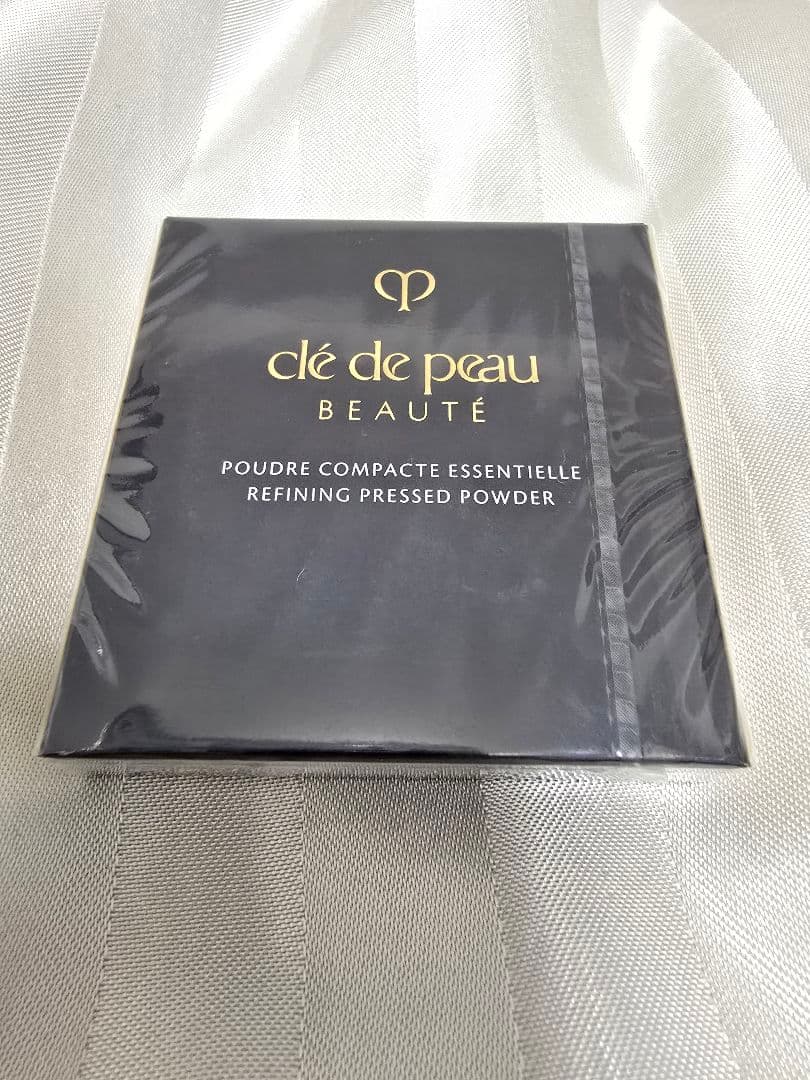 clé de peau
BEAUTÉ
POUDRE COMPACTE ESSENTIELLE
REFINING PRESSED POWDER